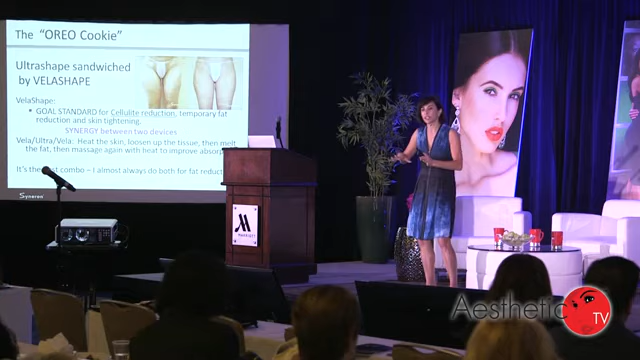 The "OREO Cookie"
Ultrashape sandwiched
by VELASHAPE
VelaShape:
• GOAL STANDARD for Cellulite reduction, temporary fat
reduction and skin tightening.
SYNERGY between two devices
Vela/Ultra/Vela: Heat the skin, loosen up the tissue, then melt
the fat, then massage again with heat to improve absorp
It's the combo – I almost always do both for fat reduct
Syneron
Marriott
Aesthetic
TV